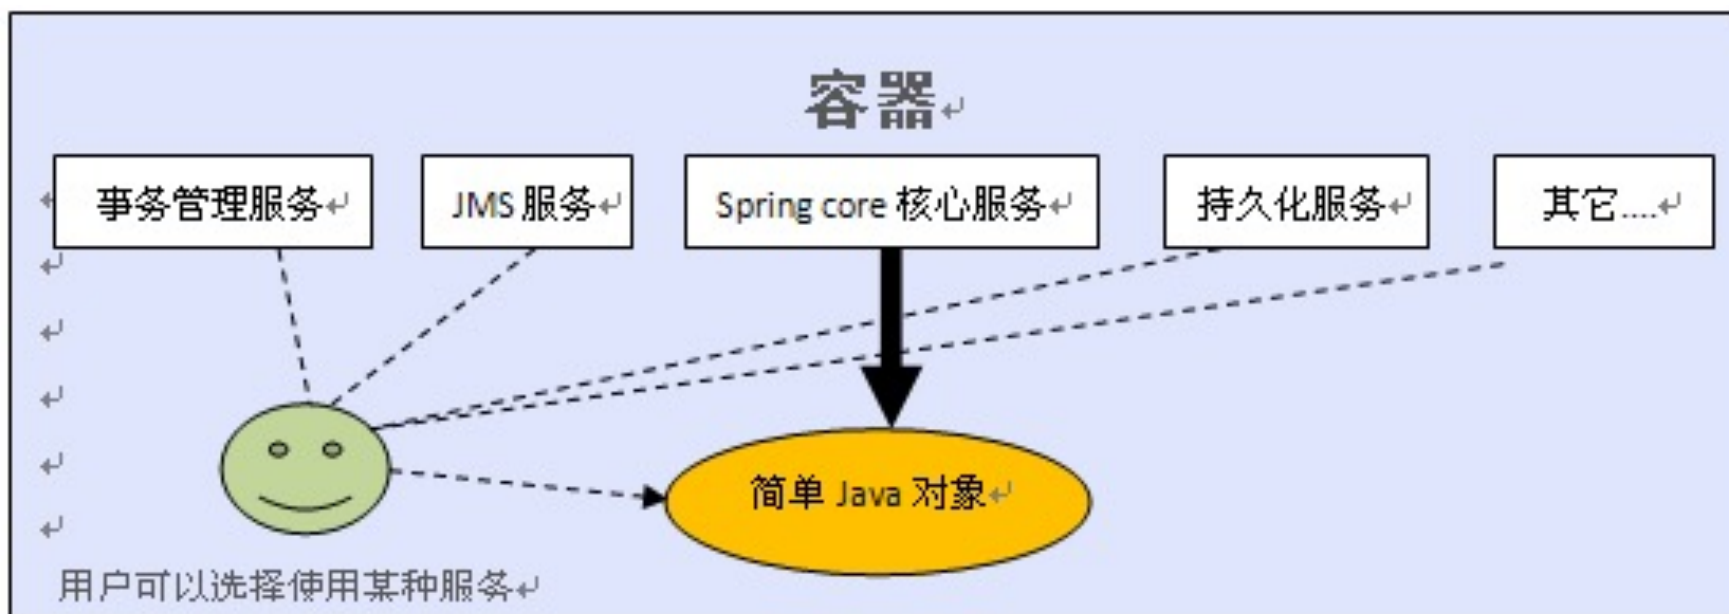 容器
事务管理服务
JMS 服务
Spring core 核心服务
持久化服务
其它....
简单 Java 对象
用户可以选择使用某种服务